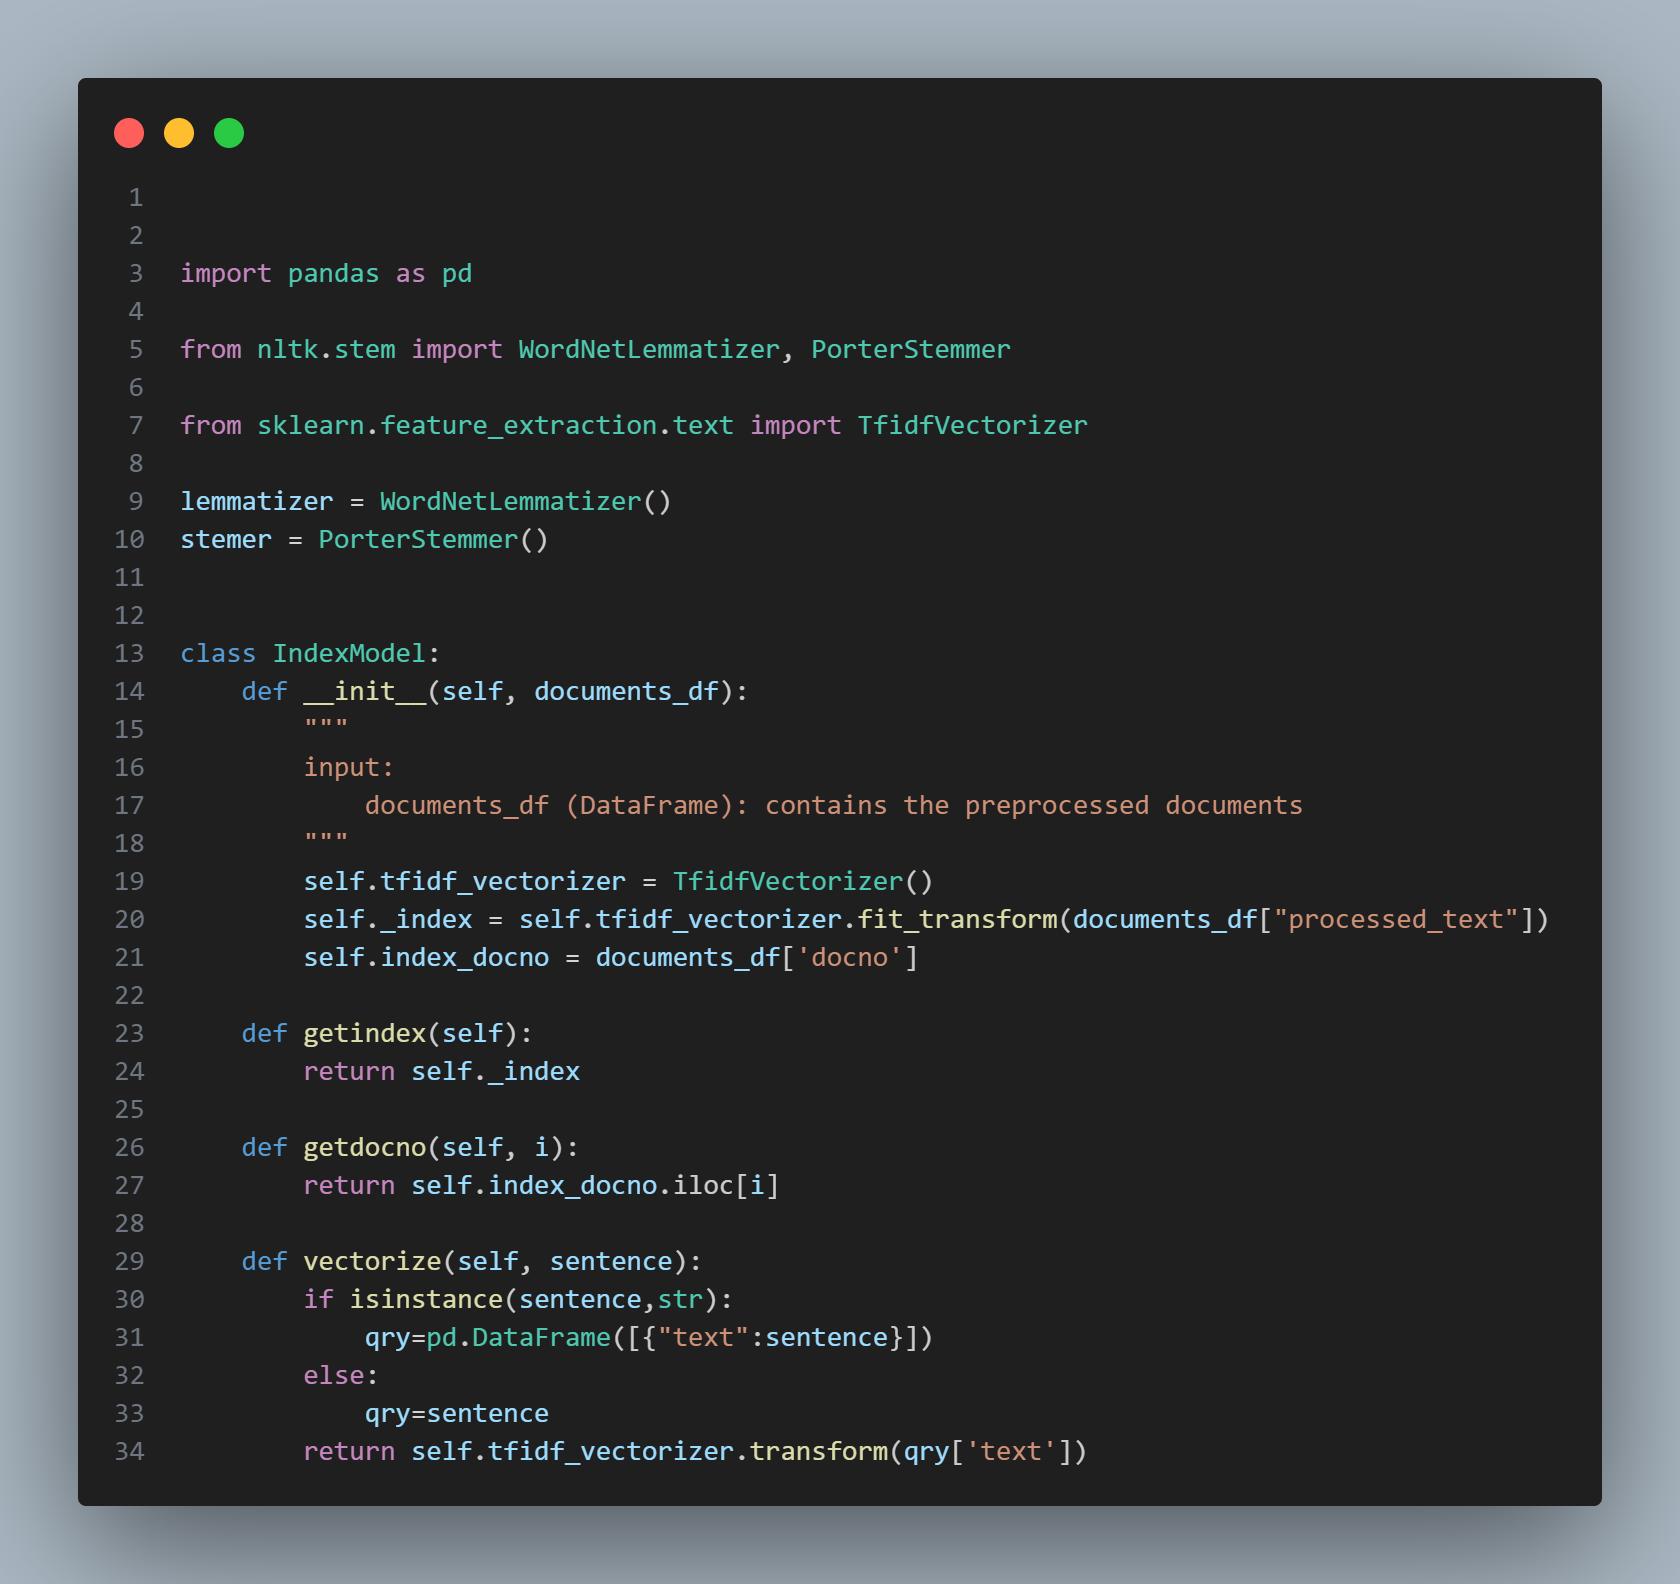 1
2
3 import pandas as pd
4
5 from nltk.stem import WordNetLemmatizer, PorterStemmer
6
7 from sklearn.feature_extraction.text import TfidfVectorizer
8
9 lemmatizer = WordNetLemmatizer()
10 stemer = PorterStemmer()
11
12
13 class IndexModel:
14     def __init__(self, documents_df):
15         """
16         input:
17             documents_df (DataFrame): contains the preprocessed documents
18         """
19         self.tfidf_vectorizer = TfidfVectorizer()
20         self._index = self.tfidf_vectorizer.fit_transform(documents_df["processed_text"])
21         self.index_docno = documents_df['docno']
22
23     def getindex(self):
24         return self._index
25
26     def getdocno(self, i):
27         return self.index_docno.iloc[i]
28
29     def vectorize(self, sentence):
30         if isinstance(sentence,str):
31             qry=pd.DataFrame([{"text":sentence}])
32         else:
33             qry=sentence
34         return self.tfidf_vectorizer.transform(qry['text'])